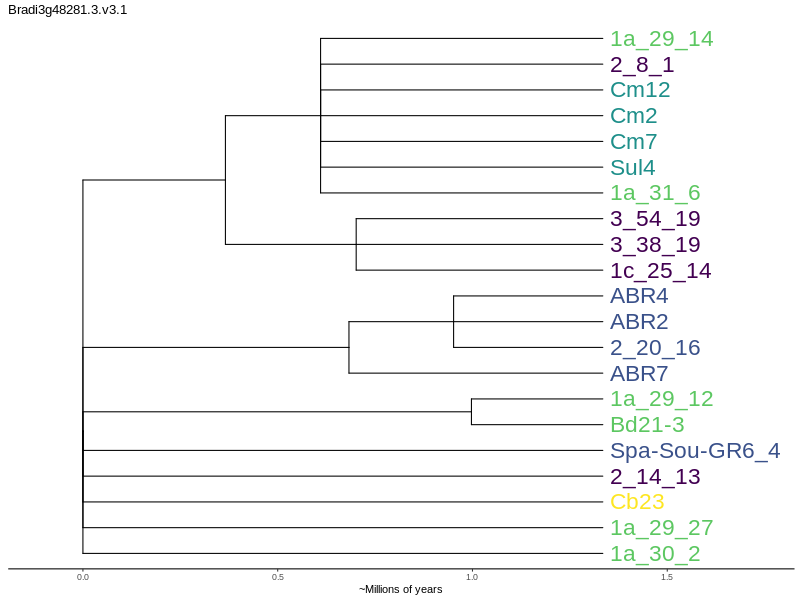 Bradi3g48281.3.v3.1
1a_29_14
2_8_1
Cm12
Cm2
Cm7
Sul4
1a_31_6
3_54_19
3_38_19
1c_25_14
ABR4
ABR2
2_20_16
ABR7
1a_29_12
Bd21-3
Spa-Sou-GR6_4
2_14_13
Cb23
1a_29_27
1a_30_2
0.0 0.5 1.0 1.5
~Millions of years